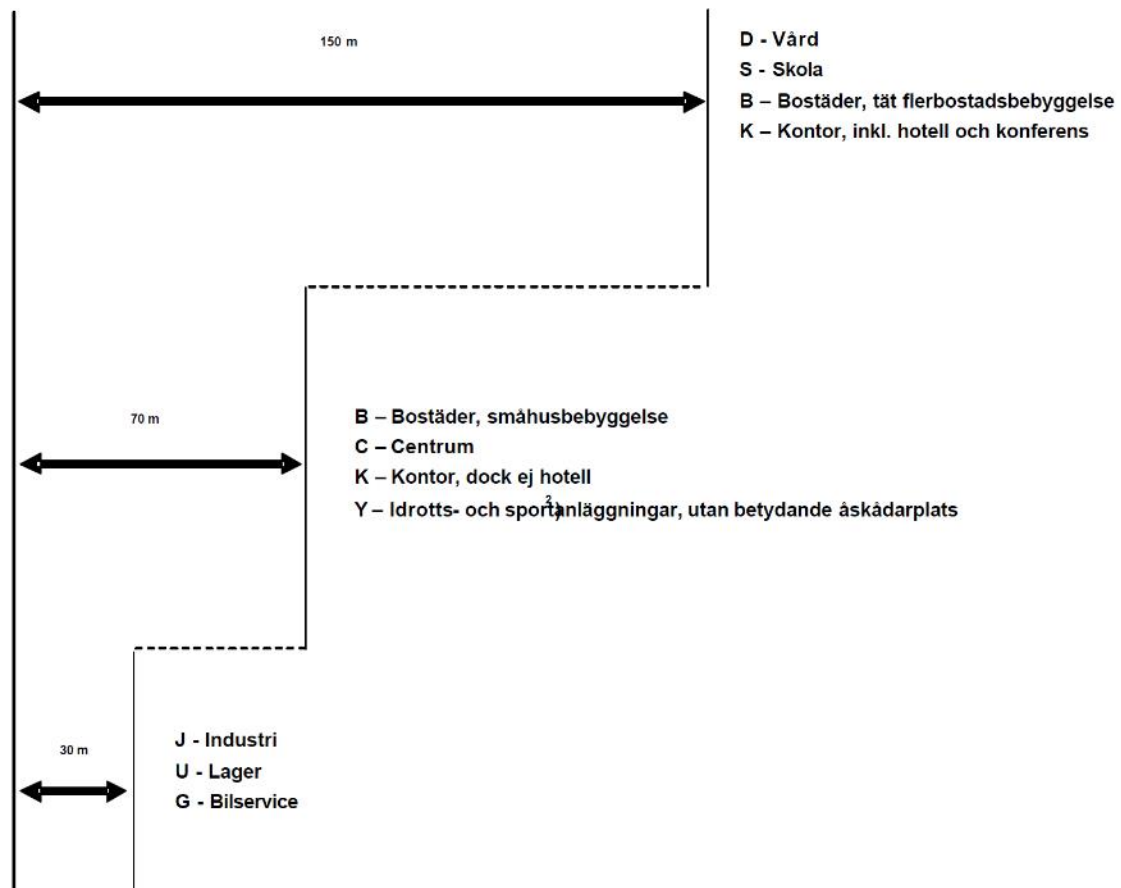 150 m
D - Vård
S - Skola
B – Bostäder, tät flerbostadsbebyggelse
K – Kontor, inkl. hotell och konferens
70 m
B – Bostäder, småhusbebyggelse
C – Centrum
K – Kontor, dock ej hotell
Y – Idrotts- och sportanläggningar, utan betydande åskådarplats
2)
30 m
J - Industri
U - Lager
G - Bilservice